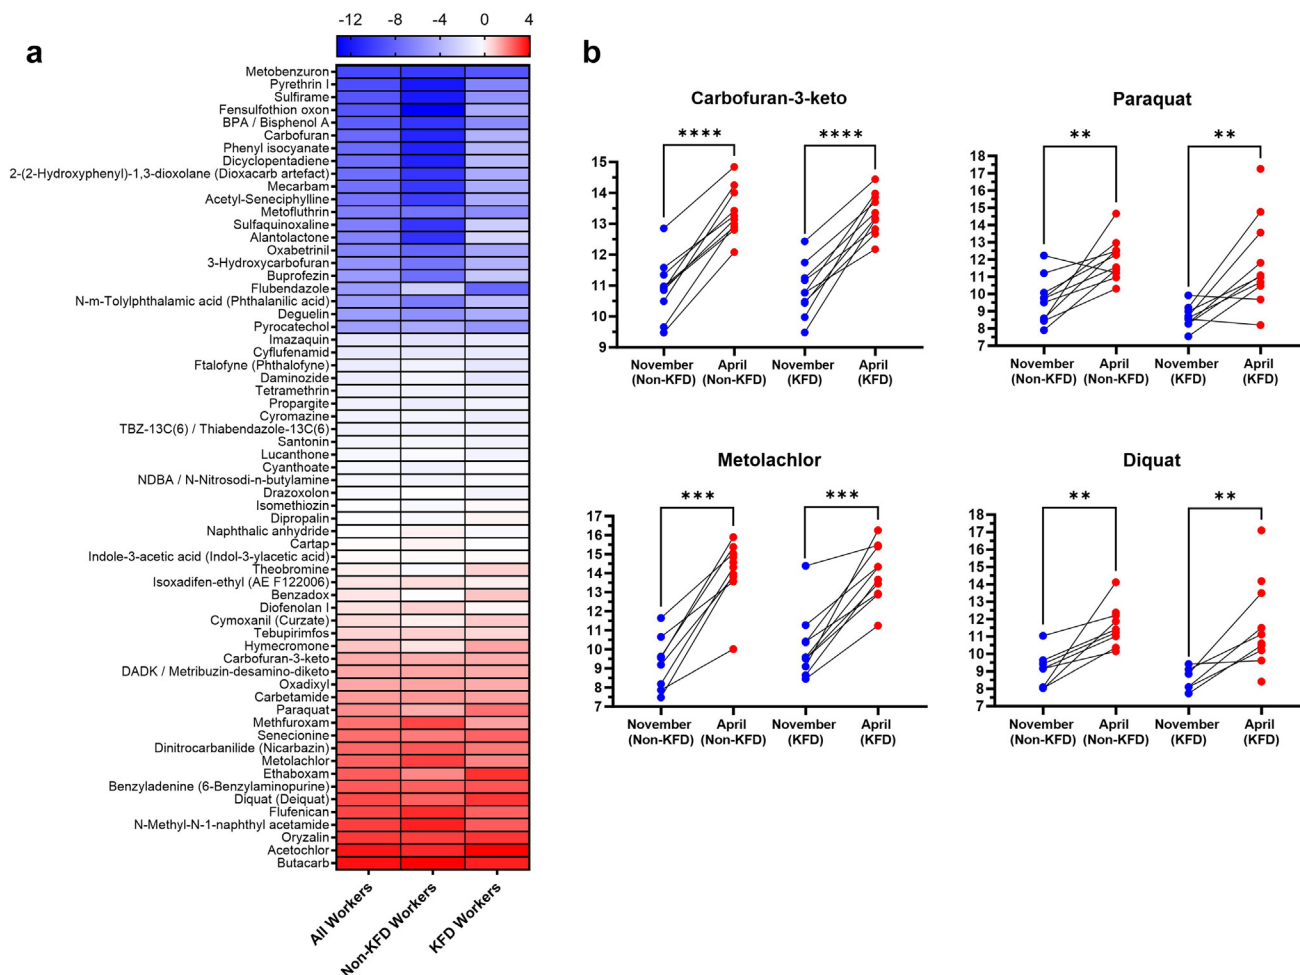 a
-12 -8 -4 0 4
Metobenzuron
Pyrethrin I
Sulfirame
Fensulfothion oxon
BPA / Bisphenol A
Carbofuran
Phenyl isocyanate
Dicyclopentadiene
2-(2-Hydroxyphenyl)-1,3-dioxolane (Dioxacarb artefact)
Mecarbam
Acetyl-Seneciphylline
Metofluthrin
Sulfaquinoxaline
Alantolactone
Oxabetrinil
3-Hydroxycarbofuran
Buprofezin
Flubendazole
N-m-Tolylphthalamic acid (Phthalanilic acid)
Deguelin
Pyrocatechol
Imazaquin
Cyflufenamid
Ftalofyne (Phthalofyne)
Daminozide
Tetramethrin
Propargite
Cyromazine
TBZ-13C(6) / Thiabendazole-13C(6)
Santonin
Lucanthone
Cyanthoate
NDBA / N-Nitrosodi-n-butylamine
Drazoxolon
Isomethiozin
Dipropalin
Naphthalic anhydride
Cartap
Indole-3-acetic acid (Indol-3-ylacetic acid)
Theobromine
Isoxadifen-ethyl (AE F122006)
Benzadox
Diofenolan I
Cymoxanil (Curzate)
Tebupirimfos
Hymecromone
Carbofuran-3-keto
DADK / Metribuzin-desamino-diketo
Oxadixyl
Carbetamide
Paraquat
Methfuroxam
Senecionine
Dinitrocarbanilide (Nicarbazin)
Metolachlor
Ethaboxam
Benzyladenine (6-Benzylaminopurine)
Diquat (Deiquat)
Flufenican
N-Methyl-N-1-naphthyl acetamide
Oryzalin
Acetochlor
Butacarb
All Workers
Non-KFD Workers
KFD Workers
b
Carbofuran-3-keto
**** ****
15
14
13
12
11
10
9
November April November April
(Non-KFD) (Non-KFD) (KFD) (KFD)
Paraquat
** **
18
17
16
15
14
13
12
11
10
9
8
7
November April November April
(Non-KFD) (Non-KFD) (KFD) (KFD)
Metolachlor
*** ***
17
16
15
14
13
12
11
10
9
8
7
November April November April
(Non-KFD) (Non-KFD) (KFD) (KFD)
Diquat
** **
18
17
16
15
14
13
12
11
10
9
8
7
November April November April
(Non-KFD) (Non-KFD) (KFD) (KFD)